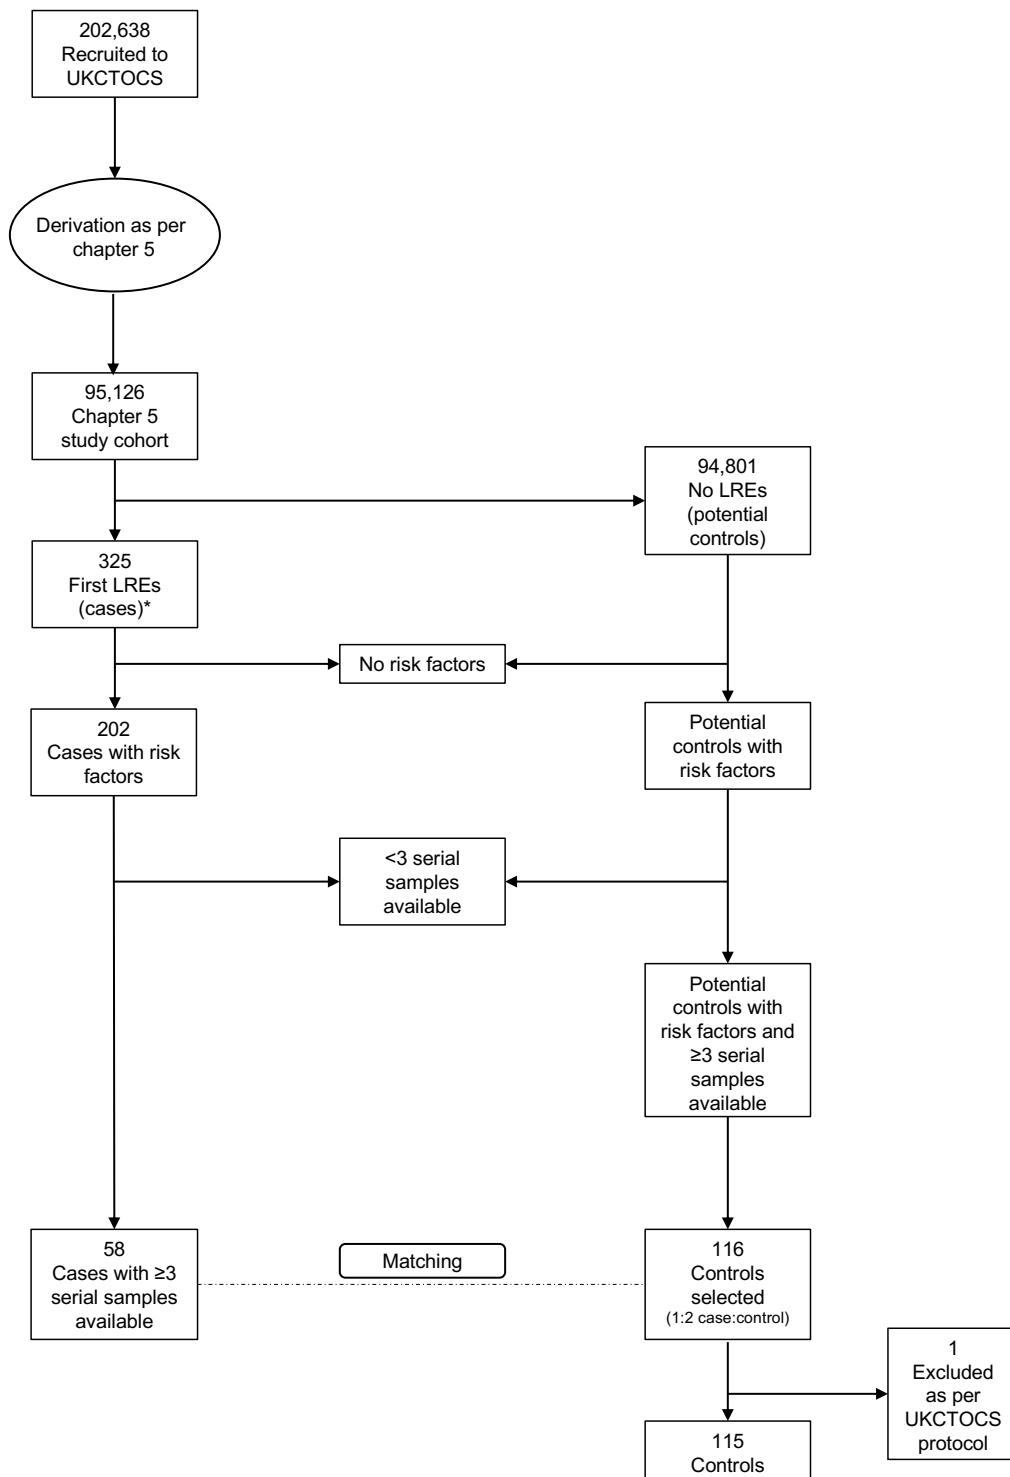 202,638
Recruited to
UKCTOCS
Derivation as per
chapter 5
95,126
Chapter 5
study cohort
94,801
No LREs
(potential
controls)
325
First LREs
(cases)*
No risk factors
202
Cases with risk
factors
Potential
controls with
risk factors
<3 serial
samples
available
Potential
controls with
risk factors and
≥3 serial
samples
available
58
Cases with ≥3
serial samples
available
Matching
116
Controls
selected
(1:2 case:control)
1
Excluded
as per
UKCTOCS
protocol
115
Controls